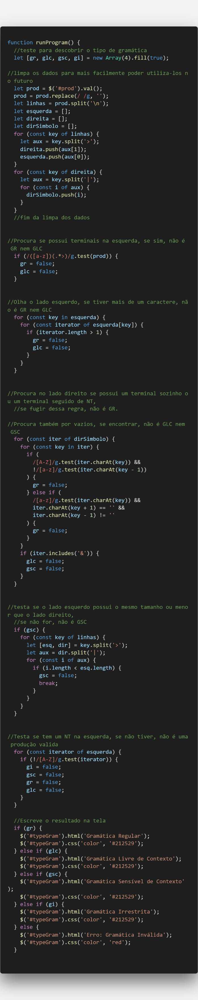 function runProgram() {
  //teste para descobrir o tipo de gramática
  let [gr, glc, gsc, gi] = new Array(4).fill(true);

//limpa os dados para mais facilmente poder utiliza-los n
o futuro
  let prod = $('#prod').val();
  prod = prod.replace(/ /g, '');
  let linhas = prod.split('\n');
  let esquerda = [];
  let direita = [];
  let dirSimbolo = [];
  for (const key of linhas) {
    let aux = key.split('>');
    direita.push(aux[1]);
    esquerda.push(aux[0]);
  }
  for (const key of direita) {
    let aux = key.split('|');
    for (const i of aux) {
      dirSimbolo.push(i);
    }
  }
  //fim da limpa dos dados

//Procura se possui terminais na esquerda, se sim, não é
 GR nem GLC
  if (/([a-z])(.*>)/g.test(prod)) {
    gr = false;
    glc = false;
  }

//Olha o lado esquerdo, se tiver mais de um caractere, nã
o é GR nem GLC
  for (const key in esquerda) {
    for (const iterator of esquerda[key]) {
      if (iterator.length > 1) {
        gr = false;
        glc = false;
      }
    }
  }

//Procura no lado direito se possui um terminal sozinho o
u um terminal seguido de NT,
  //se fugir dessa regra, não é GR.

//Procura também por vazios, se encontrar, não é GLC nem
 GSC
  for (const iter of dirSimbolo) {
    for (const key in iter) {
      if (
        /[A-Z]/g.test(iter.charAt(key)) &&
        !/[a-z]/g.test(iter.charAt(key - 1))
      ) {
        gr = false;
      } else if (
        /[a-z]/g.test(iter.charAt(key)) &&
        iter.charAt(key + 1) == '' &&
        iter.charAt(key - 1) != ''
      ) {
        gr = false;
      }
    }
    if (iter.includes('&')) {
      glc = false;
      gsc = false;
    }
  }

//testa se o lado esquerdo possui o mesmo tamanho ou meno
r que o lado direito,
  //se não for, não é GSC
  if (gsc) {
    for (const key of linhas) {
      let [esq, dir] = key.split('>');
      let aux = dir.split('|');
      for (const i of aux) {
        if (i.length < esq.length) {
          gsc = false;
          break;
        }
      }
    }
  }

//Testa se tem um NT na esquerda, se não tiver, não é uma
 produção valida
  for (const iterator of esquerda) {
    if (!/[A-Z]/g.test(iterator)) {
      gi = false;
      gsc = false;
      gr = false;
      glc = false;
    }
  }

  //Escreve o resultado na tela
  if (gr) {
    $('#typeGram').html('Gramática Regular');
    $('#typeGram').css('color', '#212529');
  } else if (glc) {
    $('#typeGram').html('Gramática Livre de Contexto');
    $('#typeGram').css('color', '#212529');
  } else if (gsc) {
    $('#typeGram').html('Gramática Sensível de Contexto'
);
    $('#typeGram').css('color', '#212529');
  } else if (gi) {
    $('#typeGram').html('Gramática Irrestrita');
    $('#typeGram').css('color', '#212529');
  } else {
    $('#typeGram').html('Erro: Gramática Inválida');
    $('#typeGram').css('color', 'red');
  }